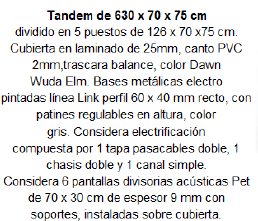 Tandem de 630 x 70 x 75 cm
dividido en 5 puestos de 126 x 70 x75 cm.
Cubierta en laminado de 25mm, canto PVC
2mm,trascara balance, color Dawn
Wuda Elm. Bases metálicas electro
pintadas línea Link perfil 60 x 40 mm recto, con
patines regulables en altura, color
gris. Considera electrificación
compuesta por 1 tapa pasacables doble, 1
chasis doble y 1 canal simple.
Considera 6 pantallas divisorias acústicas Pet
de 70 x 30 cm de espesor 9 mm con
soportes, instaladas sobre cubierta.